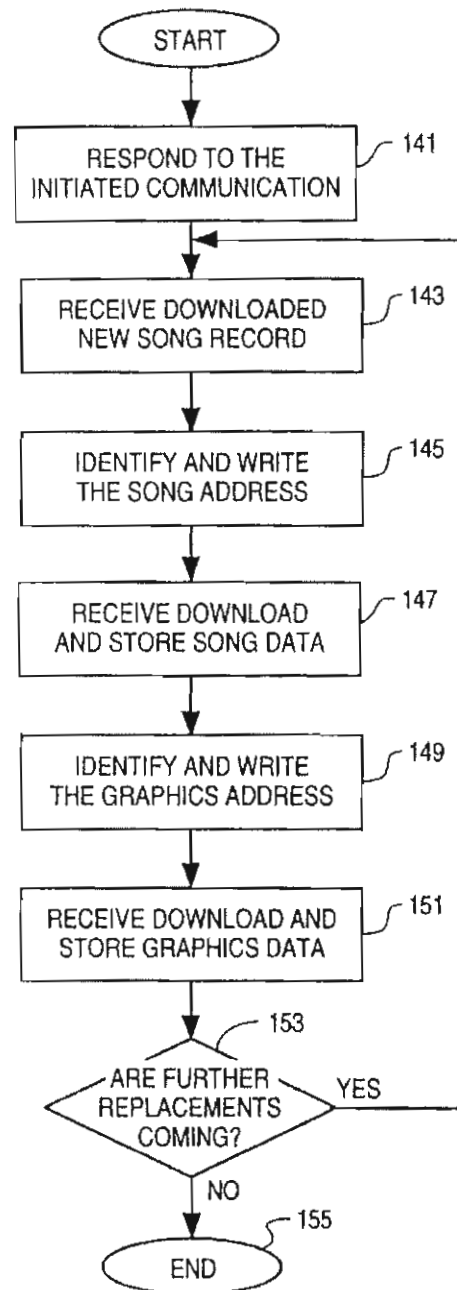 START
RESPOND TO THE
INITIATED COMMUNICATION
141
RECEIVE DOWNLOADED
NEW SONG RECORD
143
IDENTIFY AND WRITE
THE SONG ADDRESS
145
RECEIVE DOWNLOAD
AND STORE SONG DATA
147
IDENTIFY AND WRITE
THE GRAPHICS ADDRESS
149
RECEIVE DOWNLOAD AND
STORE GRAPHICS DATA
151
153
ARE FURTHER
REPLACEMENTS
COMING?
YES
NO
155
END